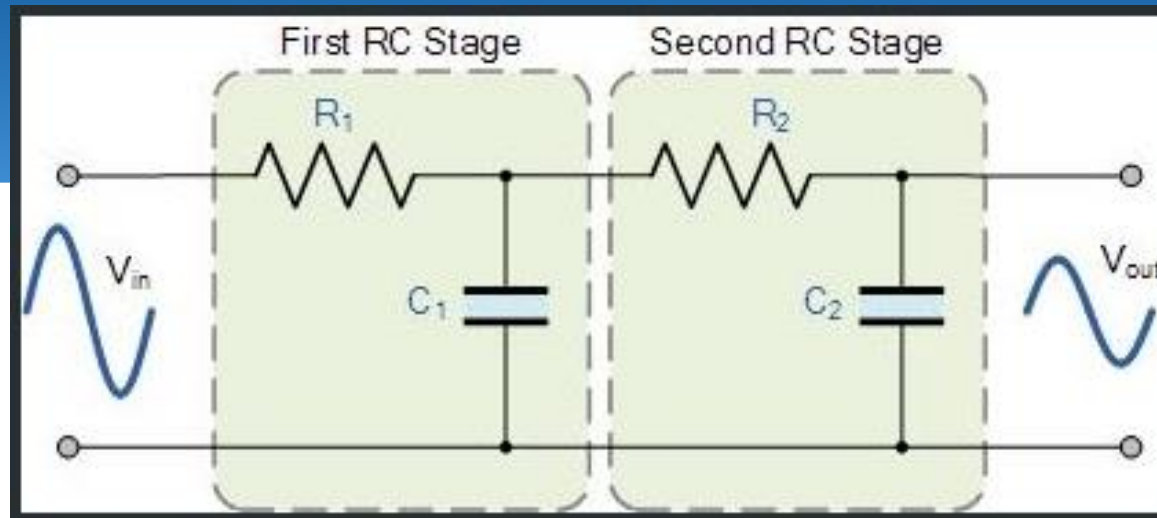 First RC Stage
Second RC Stage
R₁
R₂
Vin
C₁
C₂
Vout